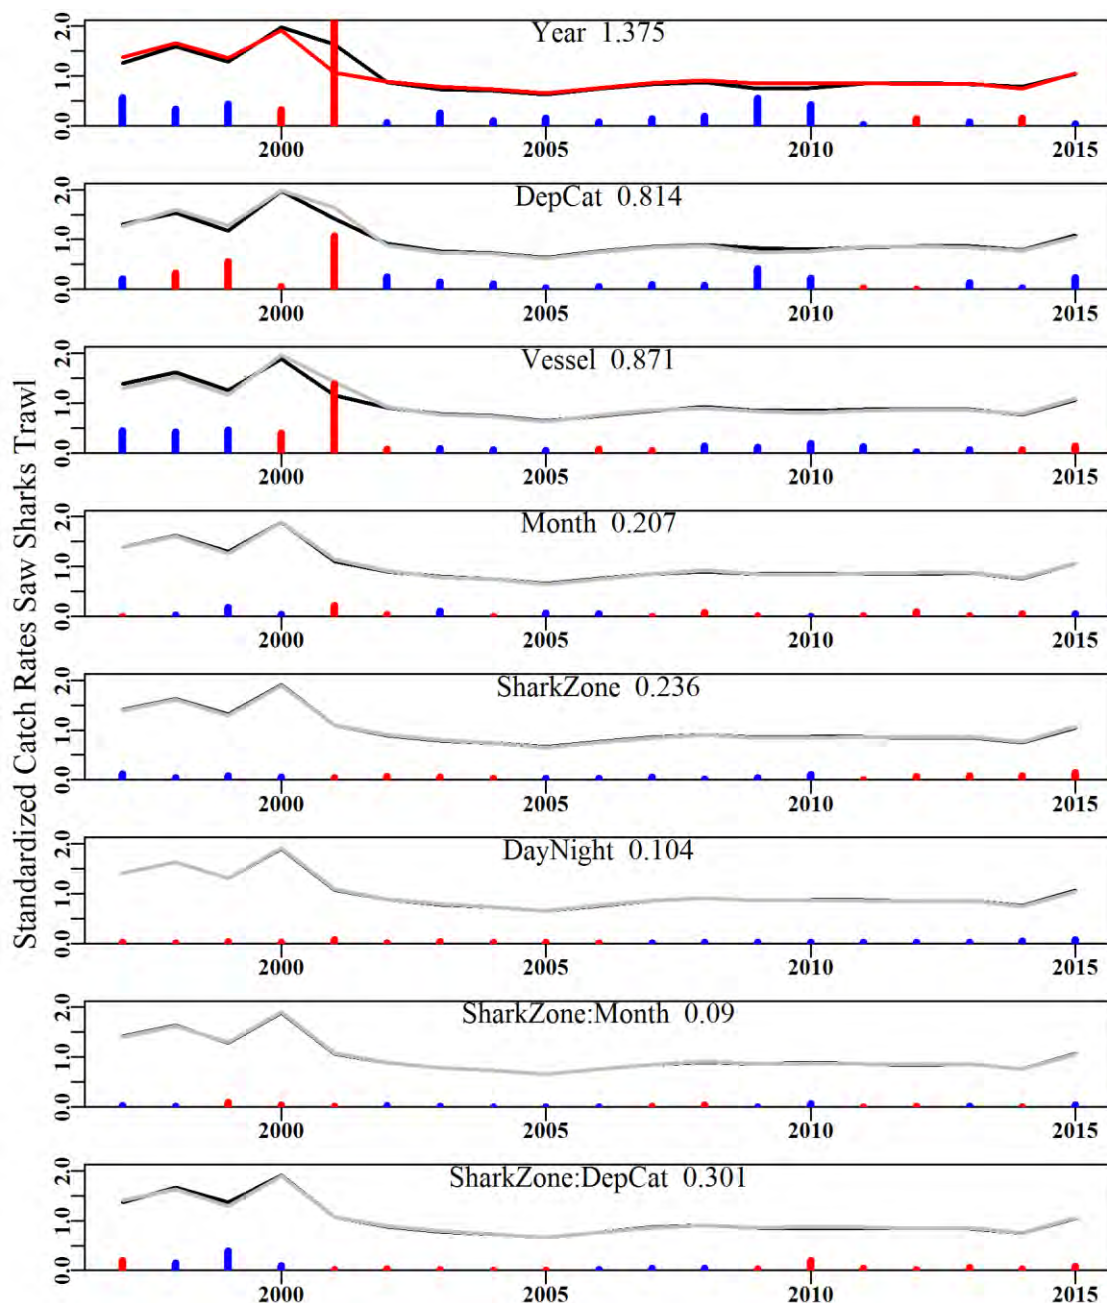 Standardized Catch Rates Saw Sharks Trawl
Year 1.375
0.0 1.0 2.0
2000 2005 2010 2015
DepCat 0.814
0.0 1.0 2.0
2000 2005 2010 2015
Vessel 0.871
0.0 1.0 2.0
2000 2005 2010 2015
Month 0.207
0.0 1.0 2.0
2000 2005 2010 2015
SharkZone 0.236
0.0 1.0 2.0
2000 2005 2010 2015
DayNight 0.104
0.0 1.0 2.0
2000 2005 2010 2015
SharkZone:Month 0.09
0.0 1.0 2.0
2000 2005 2010 2015
SharkZone:DepCat 0.301
0.0 1.0 2.0
2000 2005 2010 2015